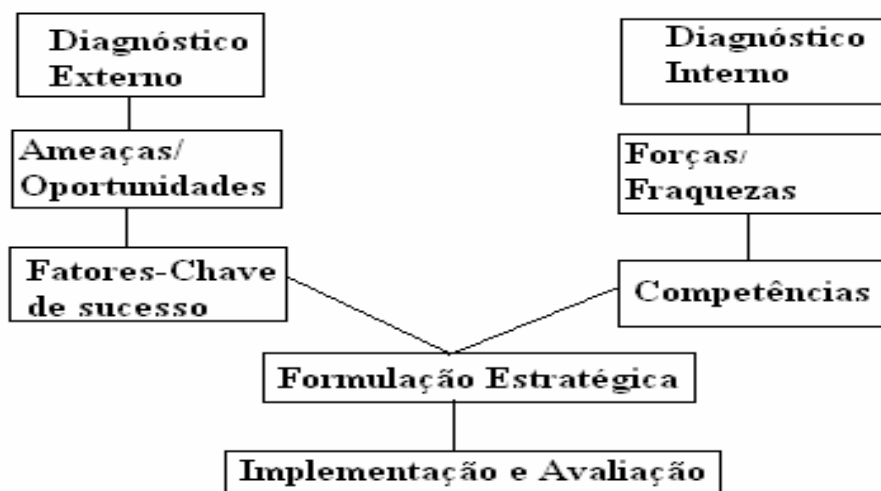 Diagnóstico
Externo
Ameaças/
Oportunidades
Fatores-Chave
de sucesso
Diagnóstico
Interno
Forças/
Fraquezas
Competências
Formulação Estratégica
Implementação e Avaliação